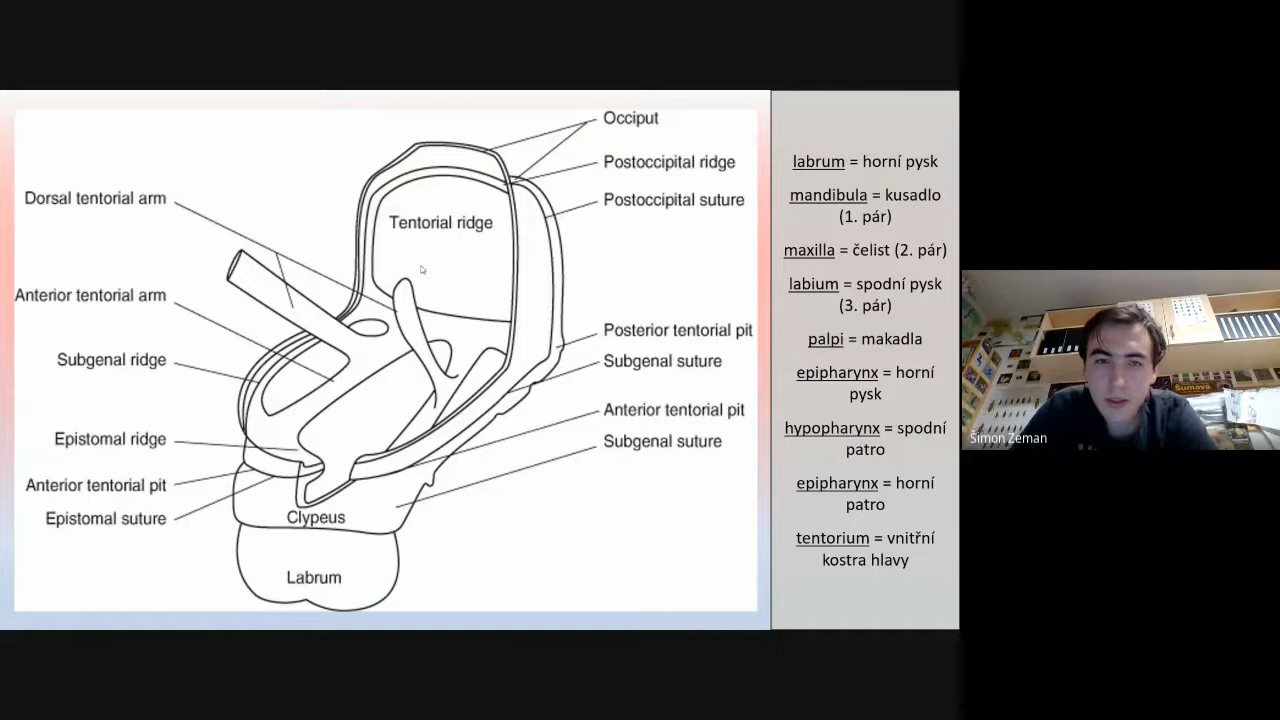 Occiput
Postoccipital ridge
Dorsal tentorial arm
Postoccipital suture
Tentorial ridge
Anterior tentorial arm
Posterior tentorial pit
Subgenal ridge
Subgenal suture
Anterior tentorial pit
Epistomal ridge
Subgenal suture
Anterior tentorial pit
Epistomal suture
Clypeus
Labrum
labrum = horní pysk
mandibula = kusadlo
(1. pár)
maxilla = čelist (2. pár)
labium = spodní pysk
(3. pár)
palpi = makadla
epipharynx = horní
pysk
hypopharynx = spodní
patro
epipharynx = horní
patro
tentorium = vnitřní
kostra hlavy
Šumava
Šimon Zeman